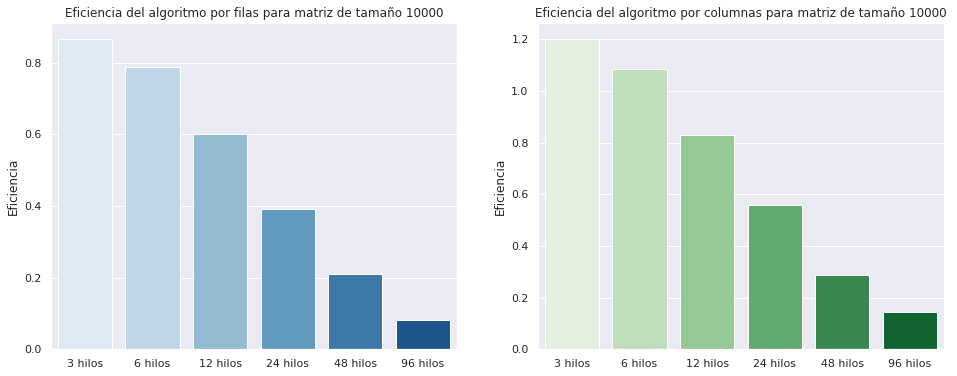 Eficiencia del algoritmo por filas para matriz de tamaño 10000
Eficiencia
0.8
0.6
0.4
0.2
0.0
3 hilos 6 hilos 12 hilos 24 hilos 48 hilos 96 hilos
Eficiencia del algoritmo por columnas para matriz de tamaño 10000
Eficiencia
1.2
1.0
0.8
0.6
0.4
0.2
0.0
3 hilos 6 hilos 12 hilos 24 hilos 48 hilos 96 hilos